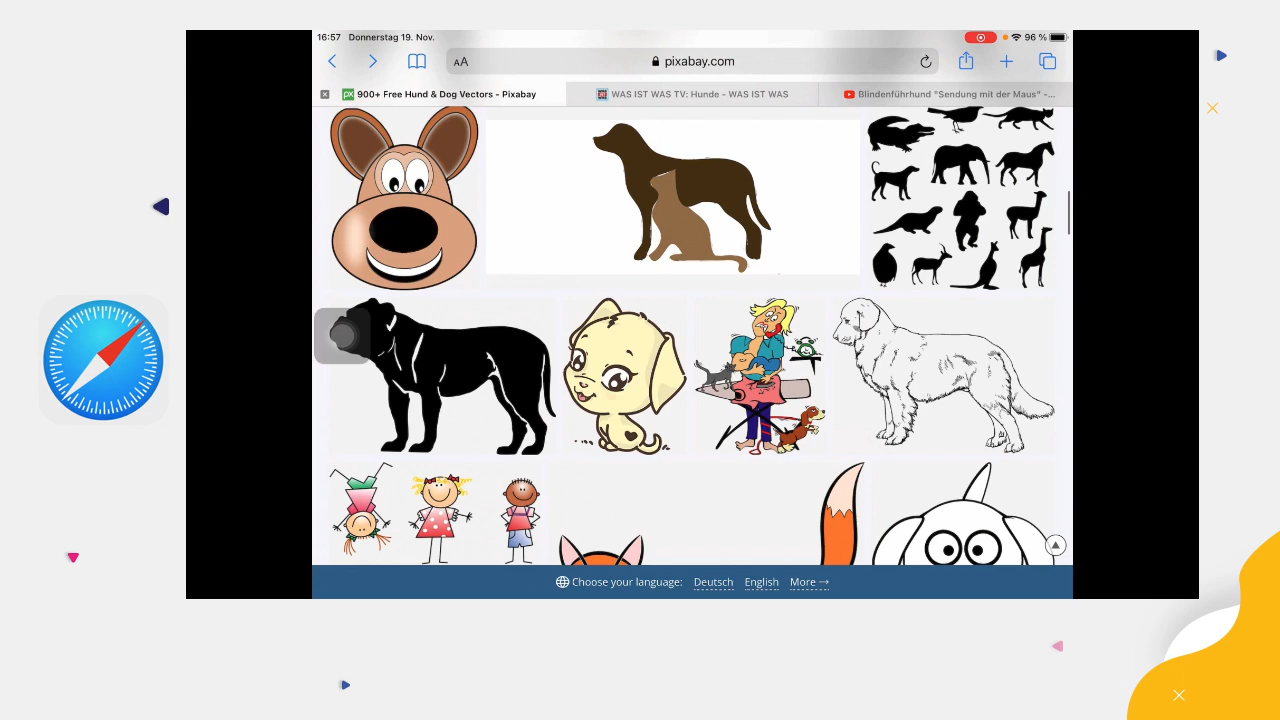 16:57 Donnerstag 19. Nov.
96 %
AA pixabay.com
900+ Free Hund & Dog Vectors - Pixabay
WAS IST WAS TV: Hunde - WAS IST WAS
Blindenführhund "Sendung mit der Maus" -...
Choose your language: Deutsch English More →